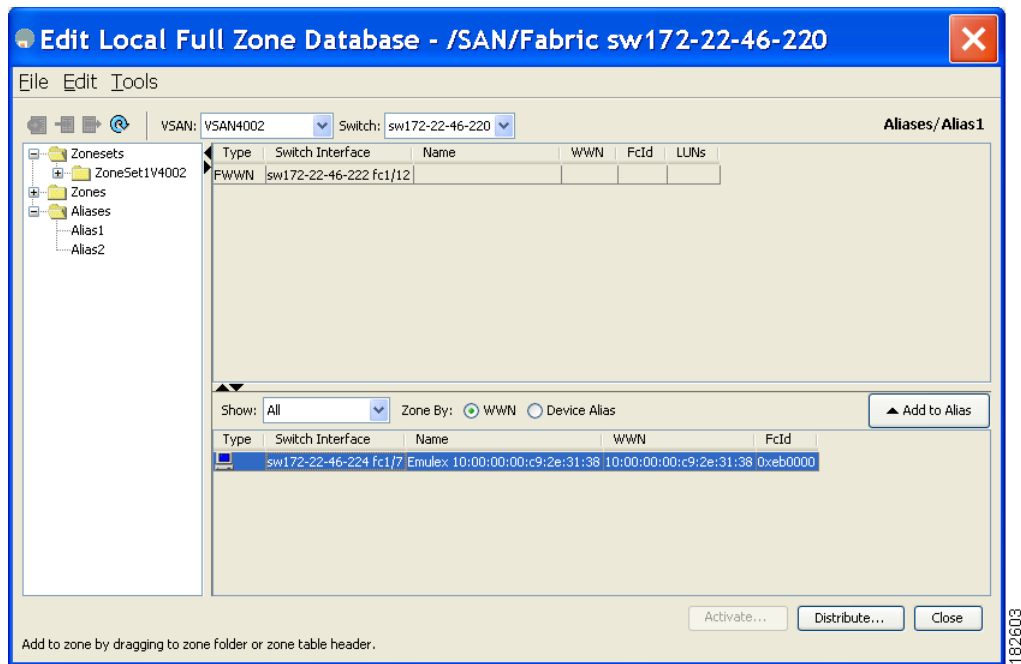 Edit Local Full Zone Database - /SAN/Fabric sw172-22-46-220
File Edit Tools
VSAN: VSAN4002 Switch: sw172-22-46-220 Aliases/Alias1
Zonesets
ZoneSet1V4002
Zones
Aliases
Alias1
Alias2
Type Switch Interface Name WWN FcId LUNs
FWWN sw172-22-46-222 fc1/12
Show: All Zone By: WWN Device Alias Add to Alias
Type Switch Interface Name WWN FcId
sw172-22-46-224 fc1/7 Emulex 10:00:00:00:c9:2e:31:38 10:00:00:00:c9:2e:31:38 0xeb0000
Activate... Distribute... Close
Add to zone by dragging to zone folder or zone table header.
182603